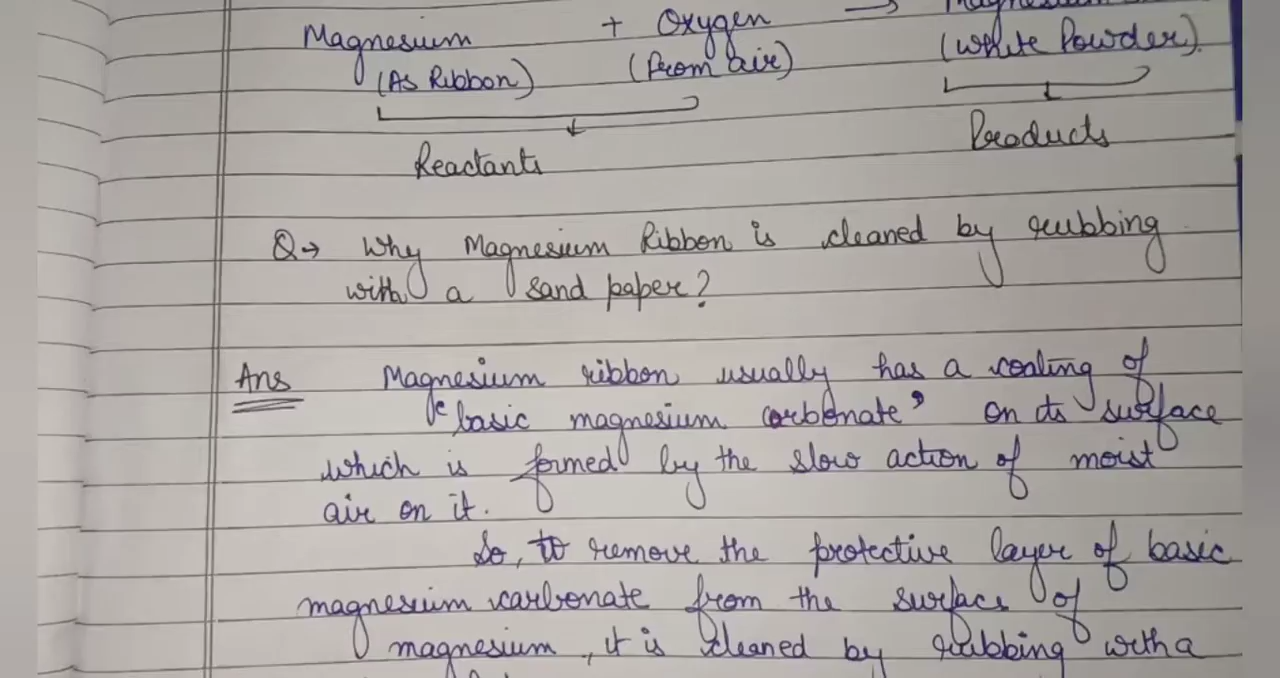 Magnesium + Oxygen →
(As Ribbon) (From air) (White Powder).
Reactants Products
Q→ Why Magnesium Ribbon is cleaned by rubbing
with a sand paper?
Ans Magnesium ribbon usually has a coating of
"basic magnesium carbonate" on its surface
which is formed by the slow action of moist
air on it.
So, to remove the protective layer of basic
magnesium carbonate from the surface of
magnesium, it is cleaned by rubbing with a